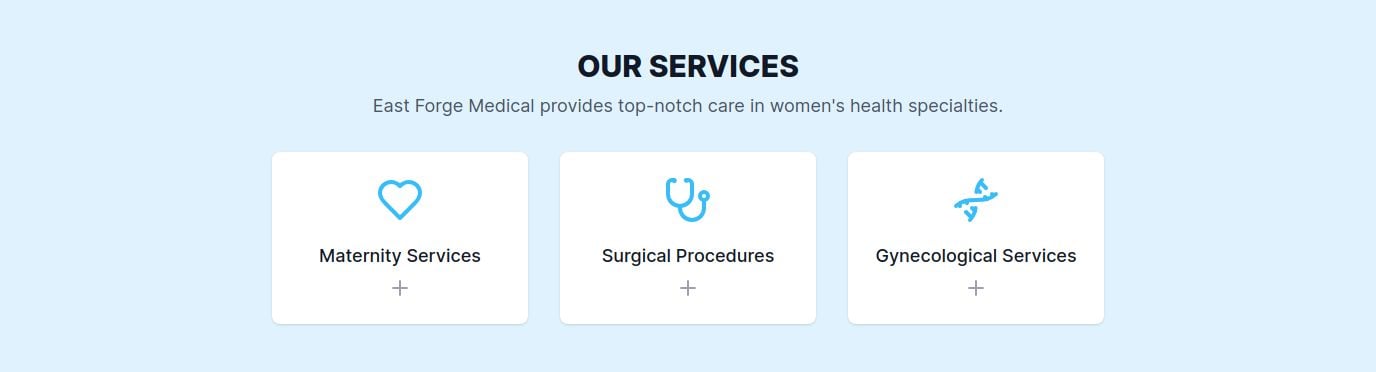 OUR SERVICES
East Forge Medical provides top-notch care in women's health specialties.
Maternity Services
Surgical Procedures
Gynecological Services